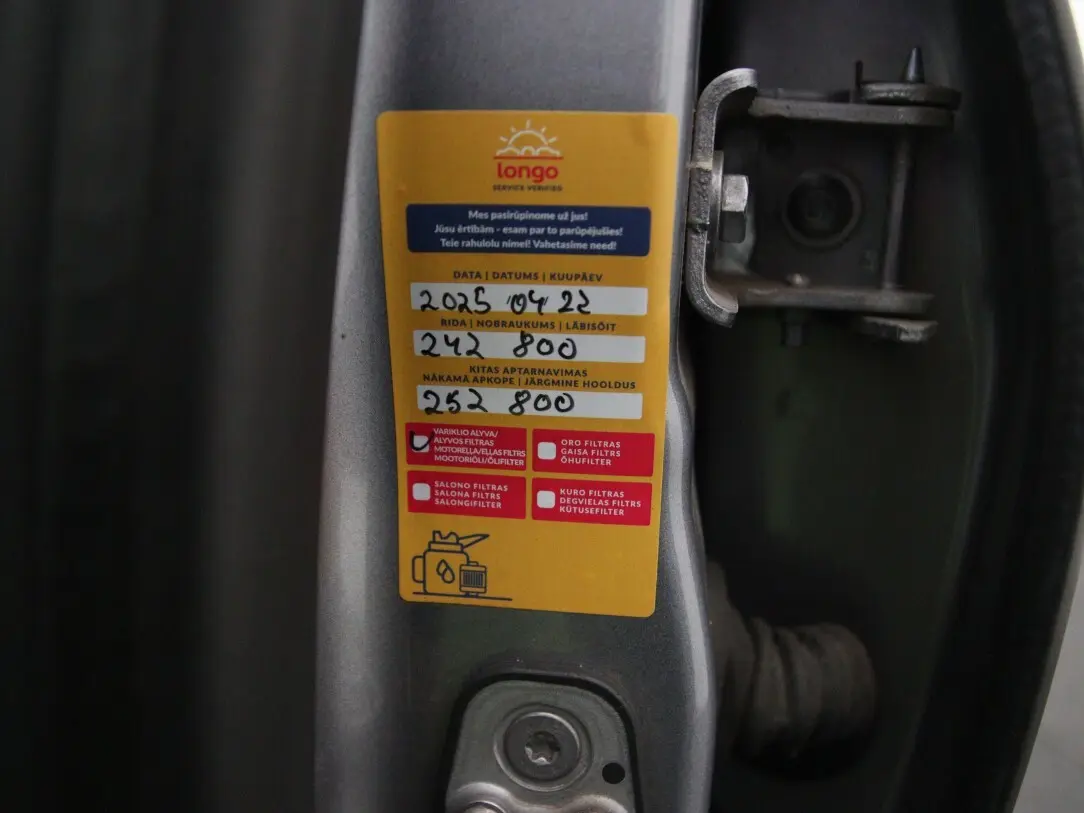 longo
SERVICE VERIFIED
Mes pasirūpinome už jus!
Jūsu ērtībām - esam par to parūpējušies!
Teie rahulolu nimel! Vahetasime need!
DATA | DATUMS | KUUPÄEV
2025 04 22
RIDA | NOBRAUKUMS | LÄBISÕIT
242 800
KITAS APTARNAVIMAS
NĀKAMĀ APKOPE | JÄRGMINE HOOLDUS
252 800
VARIKLIO ALYVA/
ALYVOS FILTRAS
MOTOREĻĻA/EĻĻAS FILTRS
MOOTORIÕLI/ÕLIFILTER
ORO FILTRAS
GAISA FILTRS
ÕHUFILTER
SALONO FILTRAS
SALONA FILTRS
SALONGIFILTER
KURO FILTRAS
DEGVIELAS FILTRS
KÜTUSEFILTER